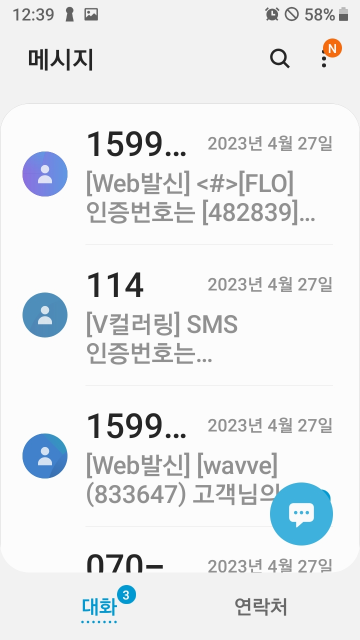 12:39 58%
메시지 N
1599... 2023년 4월 27일
[Web발신] <#>[FLO]
인증번호는 [482839]...
114 2023년 4월 27일
[V컬러링] SMS
인증번호는...
1599... 2023년 4월 27일
[Web발신] [wavve]
(833647) 고객님의
070– 2023년 4월 27일
대화 3 연락처